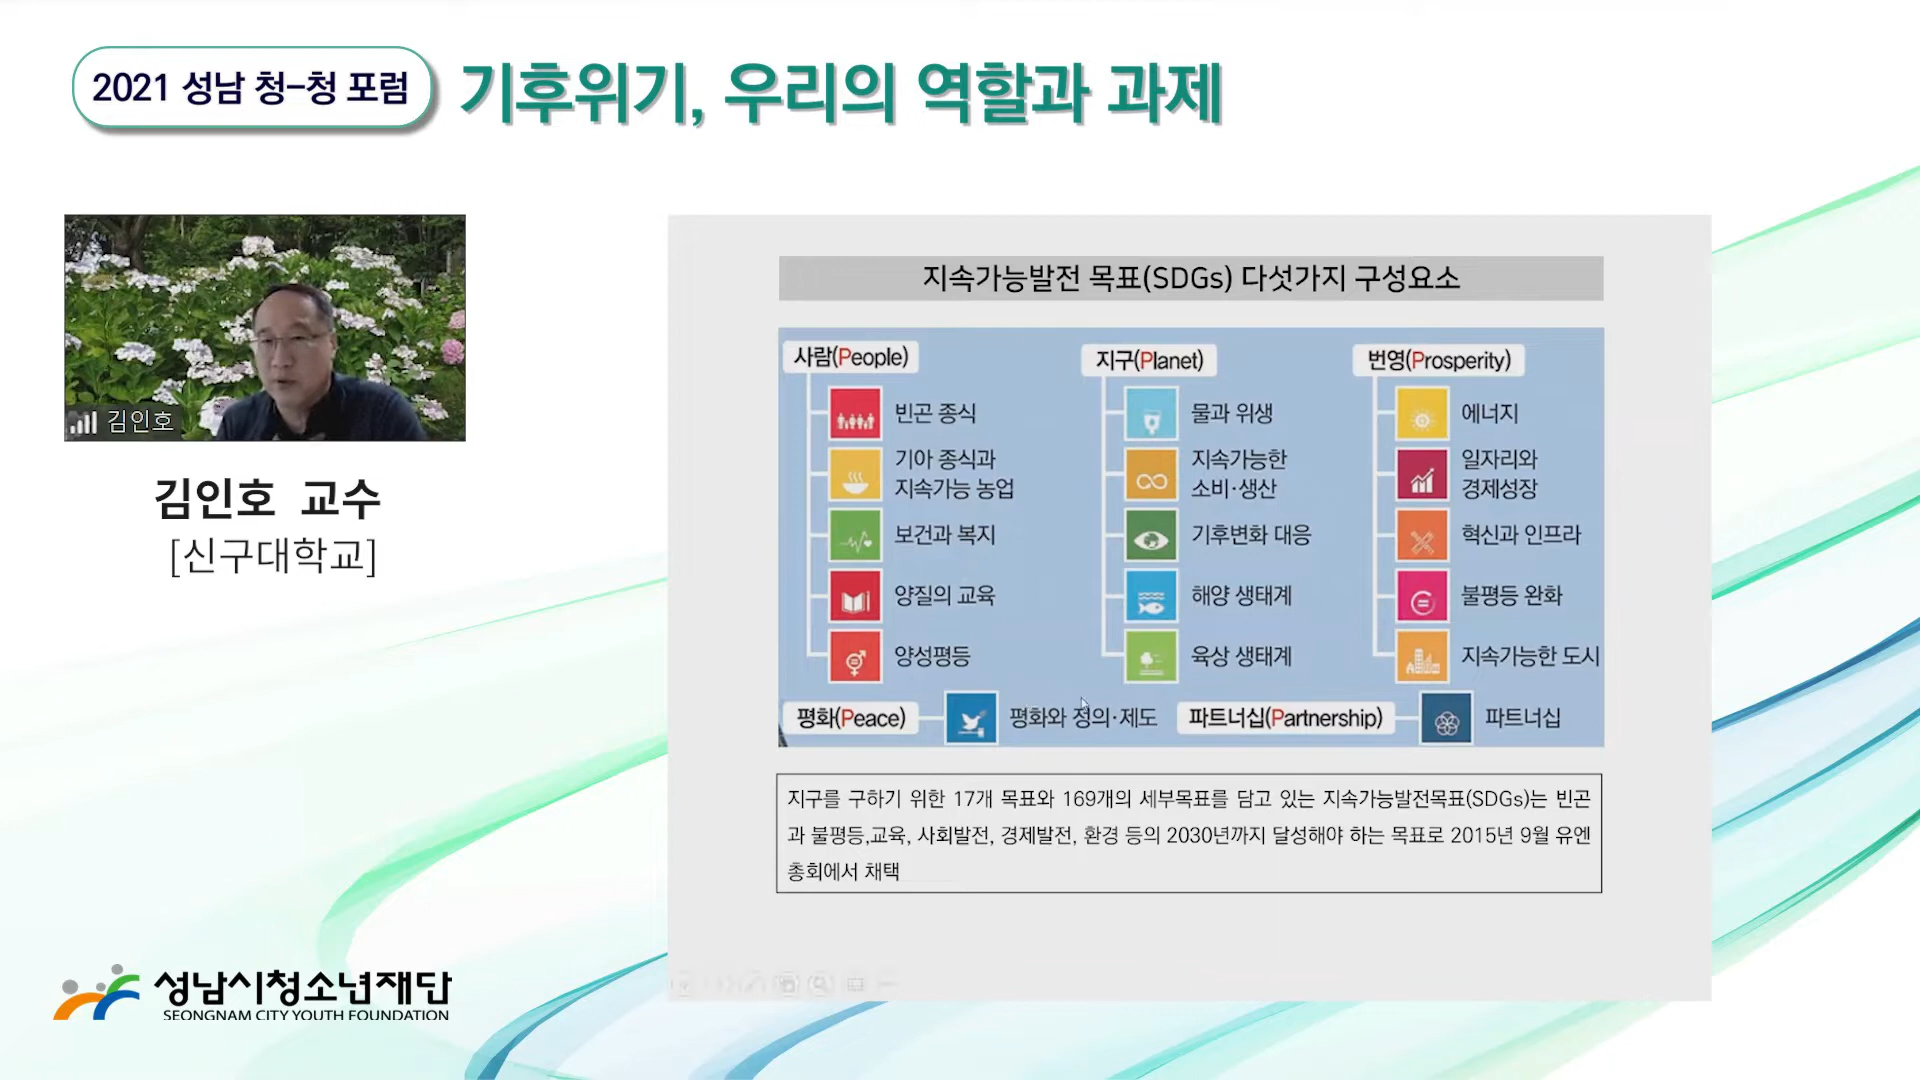 2021 성남 청-청 포럼
기후위기, 우리의 역할과 과제
김인호
김인호 교수
[신구대학교]
지속가능발전 목표(SDGs) 다섯가지 구성요소
사람(People)
빈곤 종식
기아 종식과
지속가능 농업
보건과 복지
양질의 교육
양성평등
지구(Planet)
물과 위생
지속가능한
소비·생산
기후변화 대응
해양 생태계
육상 생태계
번영(Prosperity)
에너지
일자리와
경제성장
혁신과 인프라
불평등 완화
지속가능한 도시
평화(Peace)
평화와 정의·제도
파트너십(Partnership)
파트너십
지구를 구하기 위한 17개 목표와 169개의 세부목표를 담고 있는 지속가능발전목표(SDGs)는 빈곤
과 불평등,교육, 사회발전, 경제발전, 환경 등의 2030년까지 달성해야 하는 목표로 2015년 9월 유엔
총회에서 채택
성남시청소년재단
SEONGNAM CITY YOUTH FOUNDATION